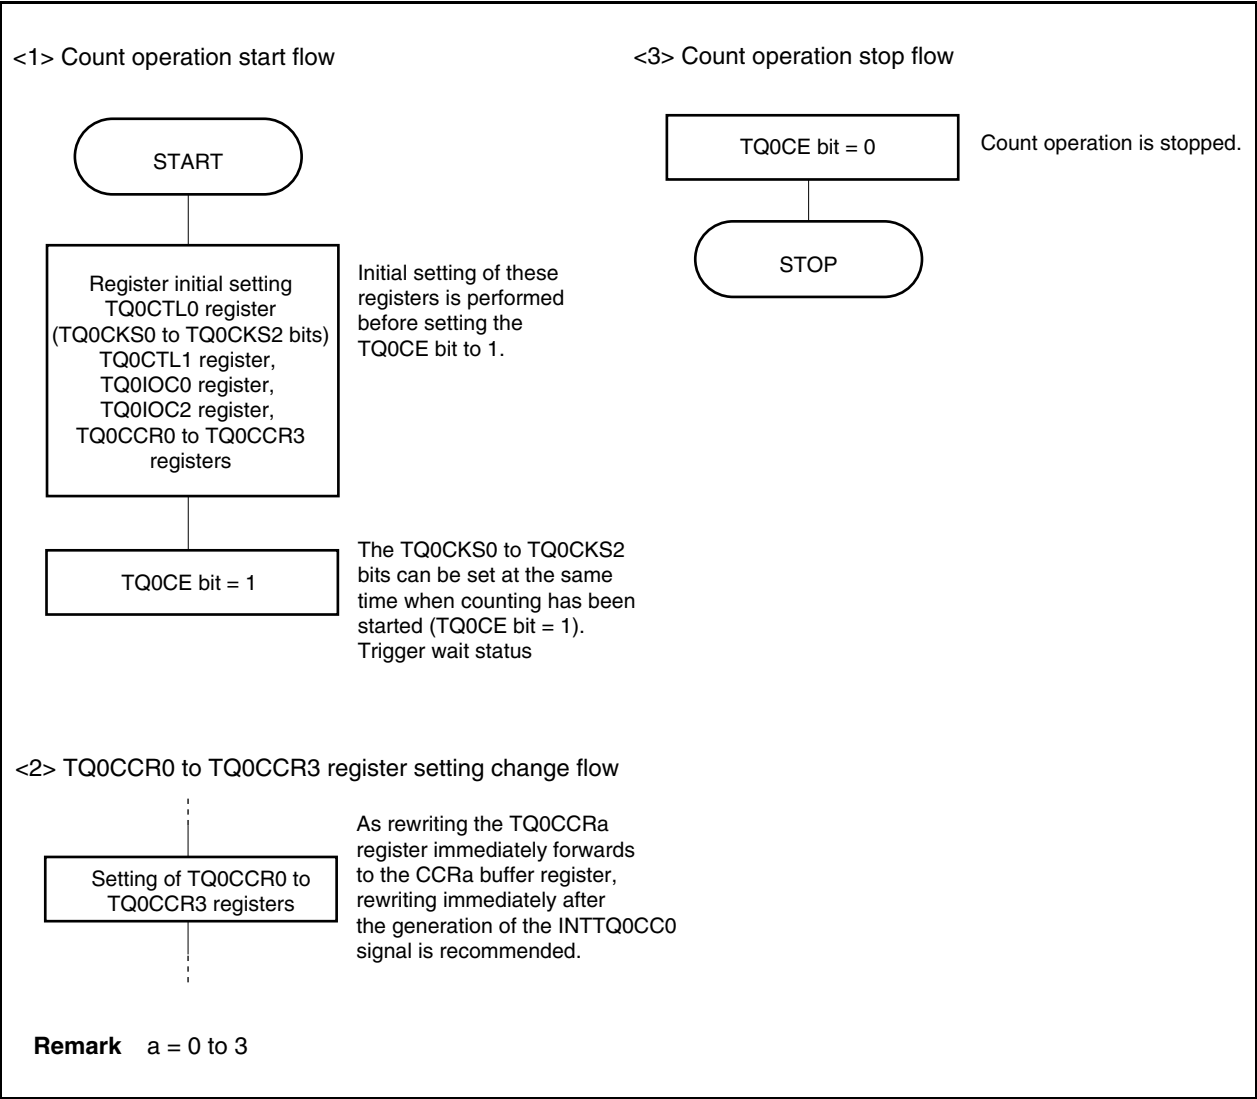 <1> Count operation start flow
START
Register initial setting
TQ0CTL0 register
(TQ0CKS0 to TQ0CKS2 bits)
TQ0CTL1 register,
TQ0IOC0 register,
TQ0IOC2 register,
TQ0CCR0 to TQ0CCR3
registers
Initial setting of these
registers is performed
before setting the
TQ0CE bit to 1.
TQ0CE bit = 1
The TQ0CKS0 to TQ0CKS2
bits can be set at the same
time when counting has been
started (TQ0CE bit = 1).
Trigger wait status
<2> TQ0CCR0 to TQ0CCR3 register setting change flow
Setting of TQ0CCR0 to
TQ0CCR3 registers
As rewriting the TQ0CCRa
register immediately forwards
to the CCRa buffer register,
rewriting immediately after
the generation of the INTTQ0CC0
signal is recommended.
<3> Count operation stop flow
TQ0CE bit = 0
Count operation is stopped.
STOP
Remark a = 0 to 3